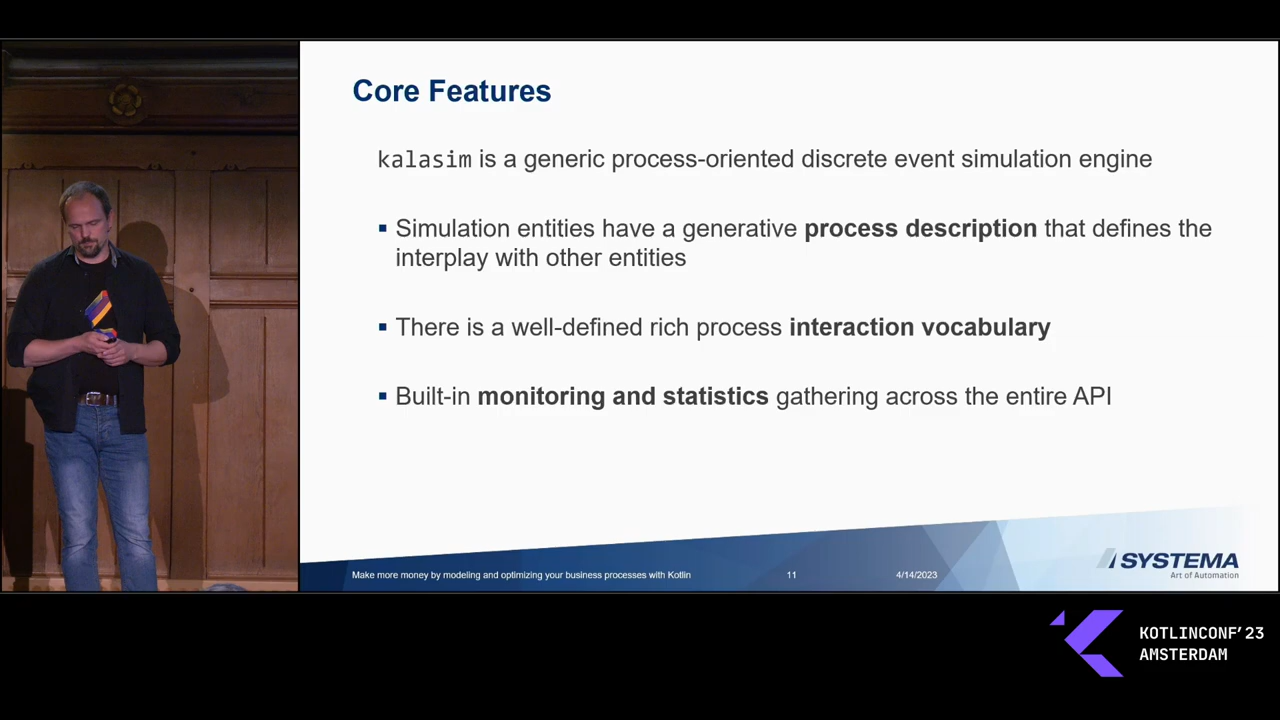 Core Features
kalasim is a generic process-oriented discrete event simulation engine
▪ Simulation entities have a generative process description that defines the
interplay with other entities
▪ There is a well-defined rich process interaction vocabulary
▪ Built-in monitoring and statistics gathering across the entire API
Make more money by modeling and optimizing your business processes with Kotlin
11
4/14/2023
SYSTEMA
Art of Automation
KOTLINCONF'23
AMSTERDAM